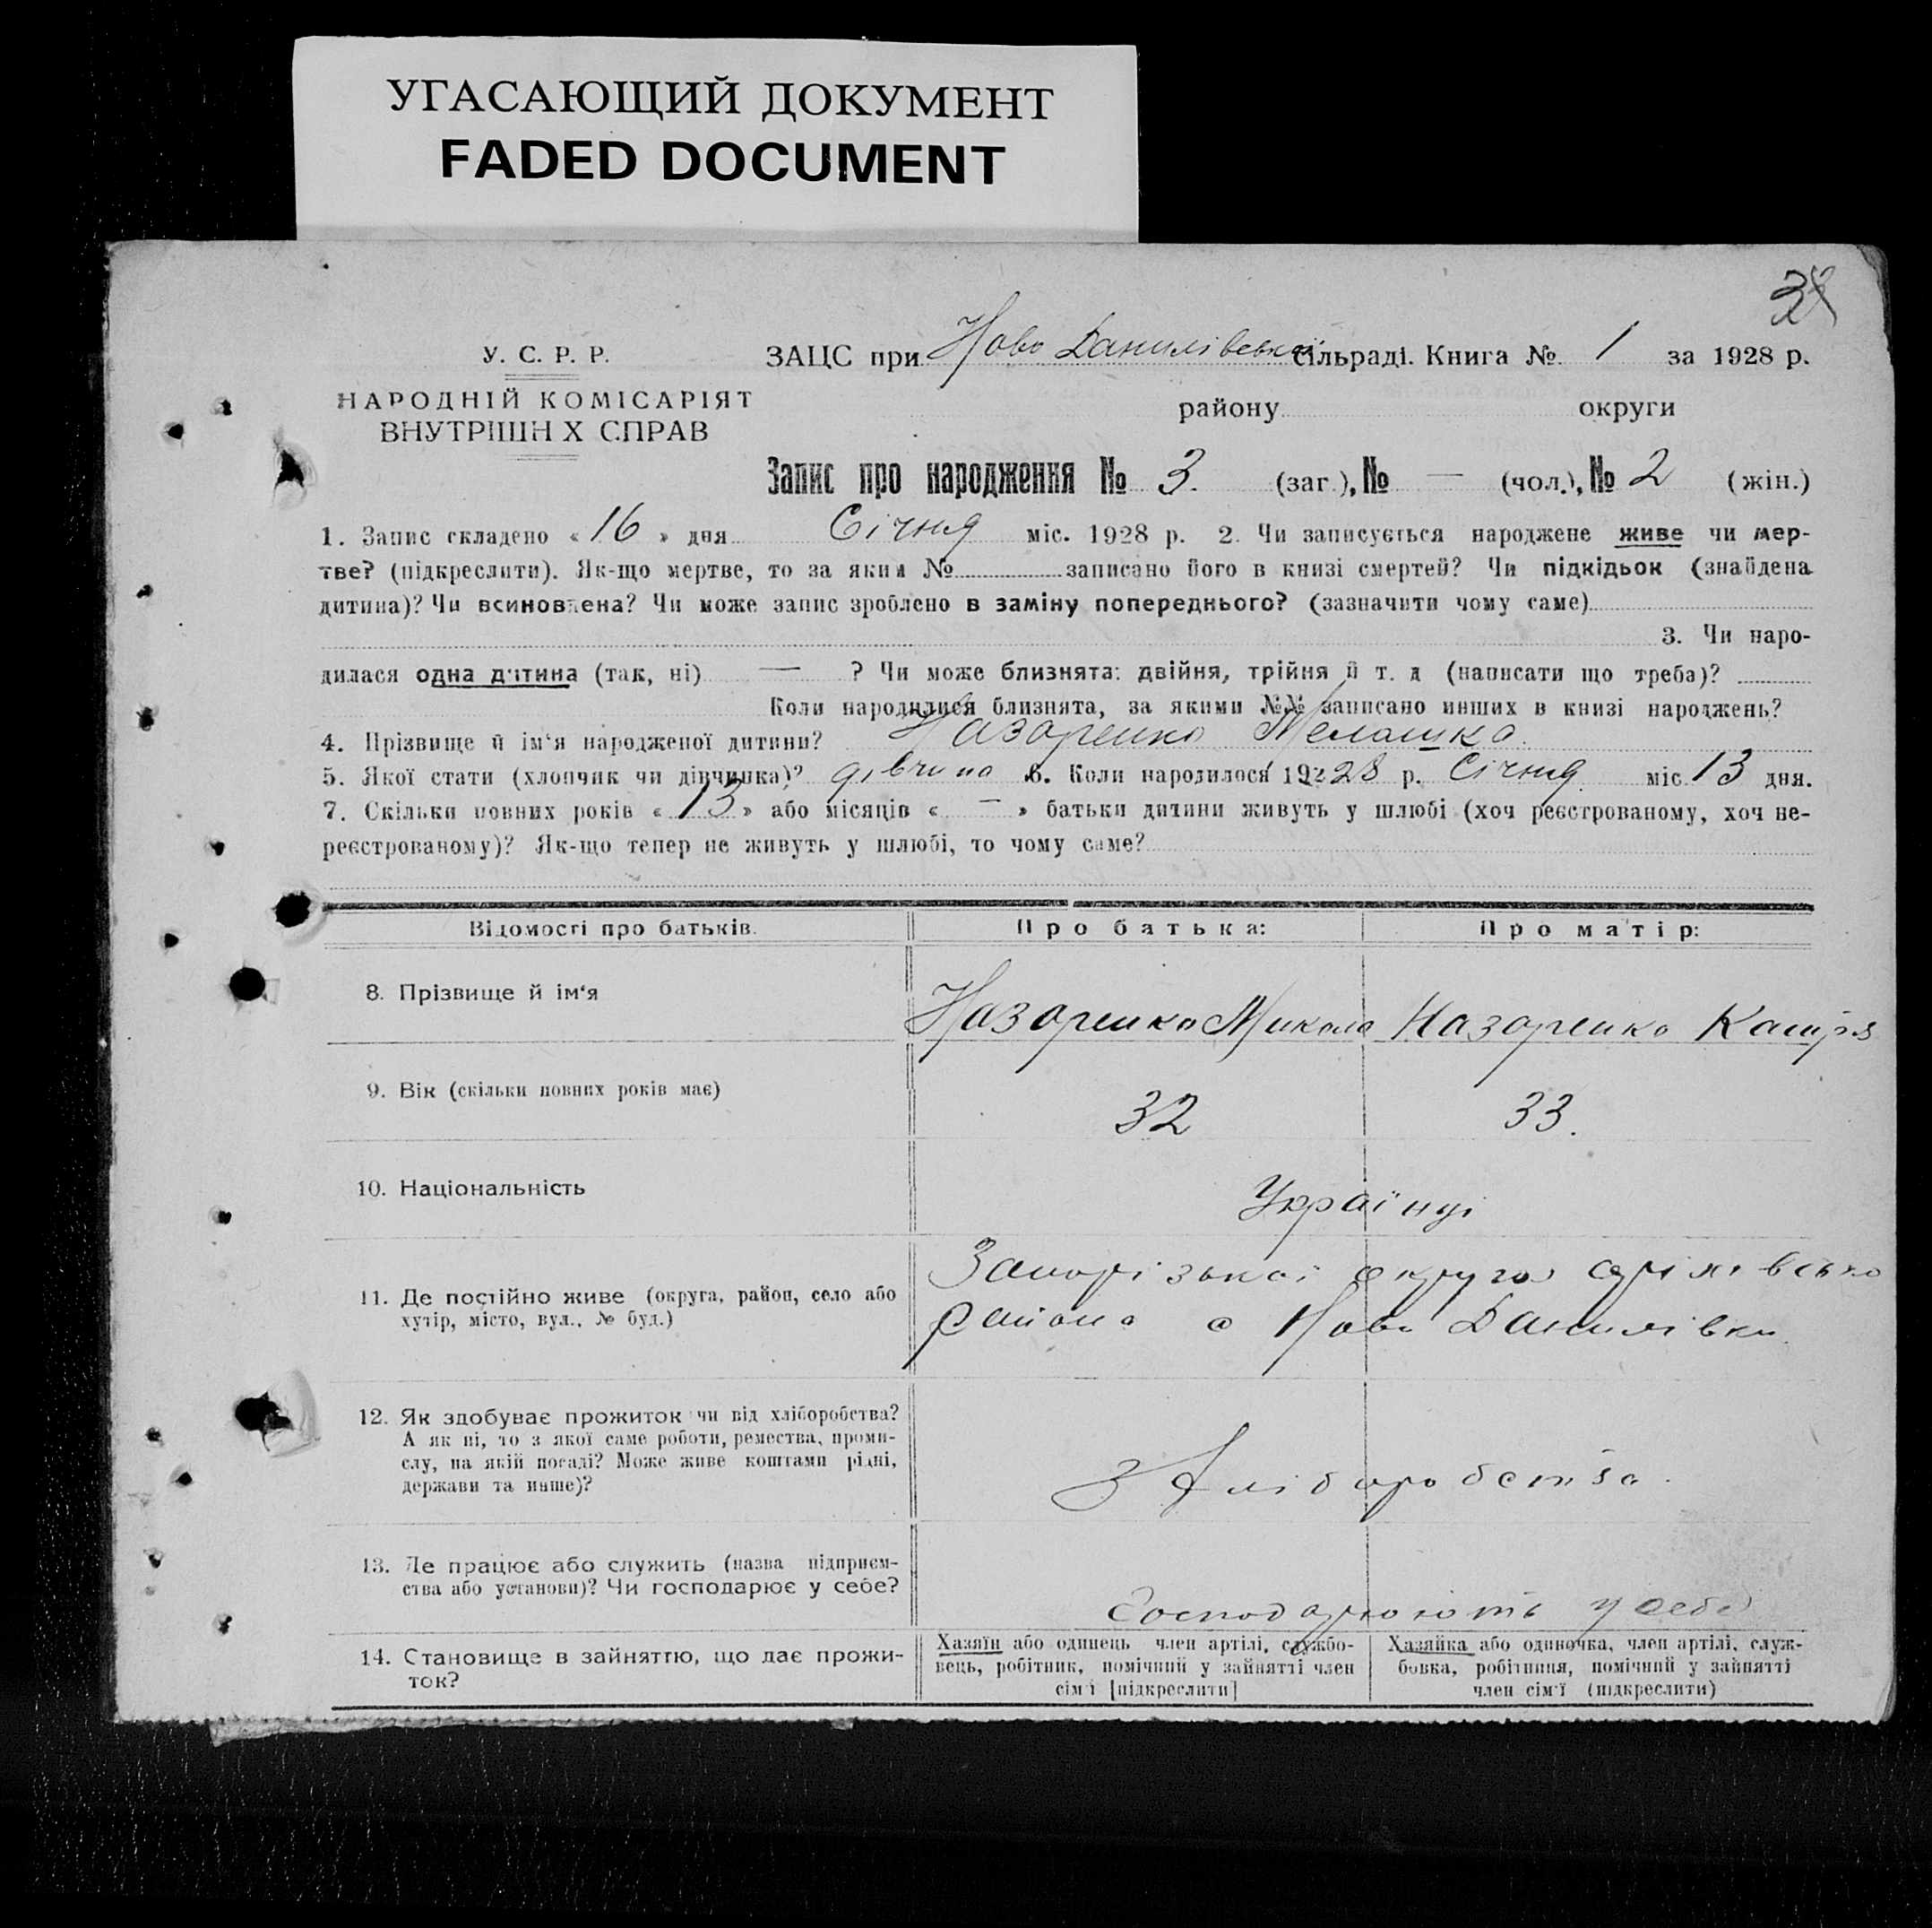 УГАСАЮЩИЙ ДОКУМЕНТ
FADED DOCUMENT
У. С. Р. Р.
НАРОДНІЙ КОМІСАРІЯТ
ВНУТРІШН Х СПРАВ
ЗАЦС при Ново Данилівській сільраді. Книга № 1 за 1928 р.
району округи
Запис про народження № 3. (заг.), № — (чол.), № 2 (жін.)
1. Запис складено « 16 » дня Січня міс. 1928 р. 2. Чи записується народжене живе чи мер-
тве? (підкреслити). Як-що мертве, то за яким № записано його в книзі смертей? Чи підкідьок (знайдена
дитина)? Чи всиновлена? Чи може запис зроблено в заміну попереднього? (зазначити чому саме)
3. Чи наро-
дилася одна дитина (так, ні) — ? Чи може близнята: двійня, трійня й т. д (написати що треба)?
Коли народилися близнята, за якими №№ записано инших в книзі народжень?
4. Прізвище й ім'я народженої дитини? Назаренко Мелашка.
5. Якої статі (хлопчик чи дівчинка)? дівчина 6. Коли народилося 1928 р. Січня міс. 13 дня.
7. Скільки повних років « 13 » або місяців « — » батьки дитини живуть у шлюбі (хоч реєстрованому, хоч не-
реєстрованому)? Як-що тепер не живуть у шлюбі, то чому саме?
Відомості про батьків. Про батька: Про матір:
8. Прізвище й ім'я Назаренко Микола Назаренко Катря
9. Вік (скільки повних років має) 32 33.
10. Національність Українці
11. Де постійно живе (округа, район, село або
хутір, місто, вул., № буд.)
Запорізької округи
района с Ново Данилівки
12. Як здобуває прожиток чи від хліборобства?
А як ні, то з якої саме роботи, ремества, проми-
слу, на якій посаді? Може живе коштами рідні,
держави та инше)?
З Хліборобства.
13. Де працює або служить (назва підприєм-
ства або установи)? Чи господарює у себе?
Господарюють у себе
14. Становище в зайняттю, що дає прожи-
ток?
Хазяїн або одинець член артілі, службо-
вець, робітник, помічний у зайнятті член
сім'ї [підкреслити]
Хазяйка або одиночка, член артілі, служ-
бовка, робітниця, помічний у зайнятті
член сім'ї (підкреслити)